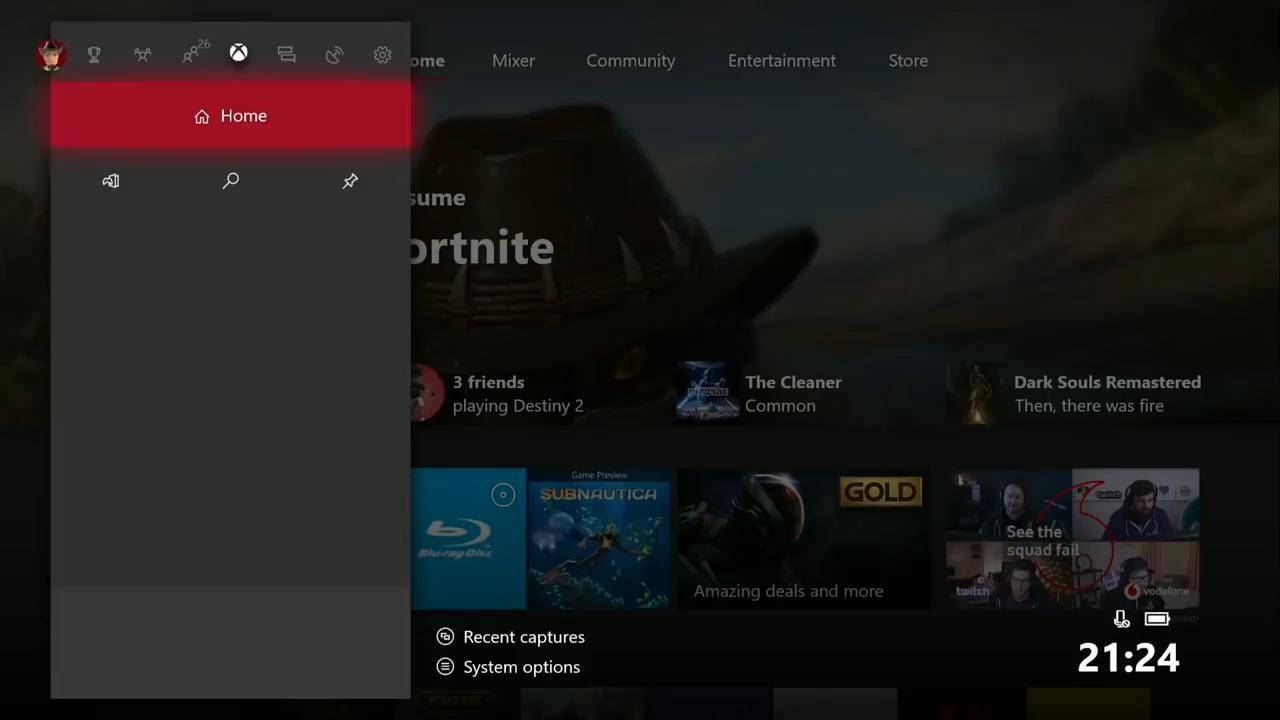 26
ome
Mixer
Community
Entertainment
Store
Home
sume
ortnite
3 friends
playing Destiny 2
The Cleaner
Common
Dark Souls Remastered
Then, there was fire
Blu-ray Disc
Game Preview
SUBNAUTICA
GOLD
Amazing deals and more
twitch
See the
squad fail
twitch
vodafone
Recent captures
System options
21:24